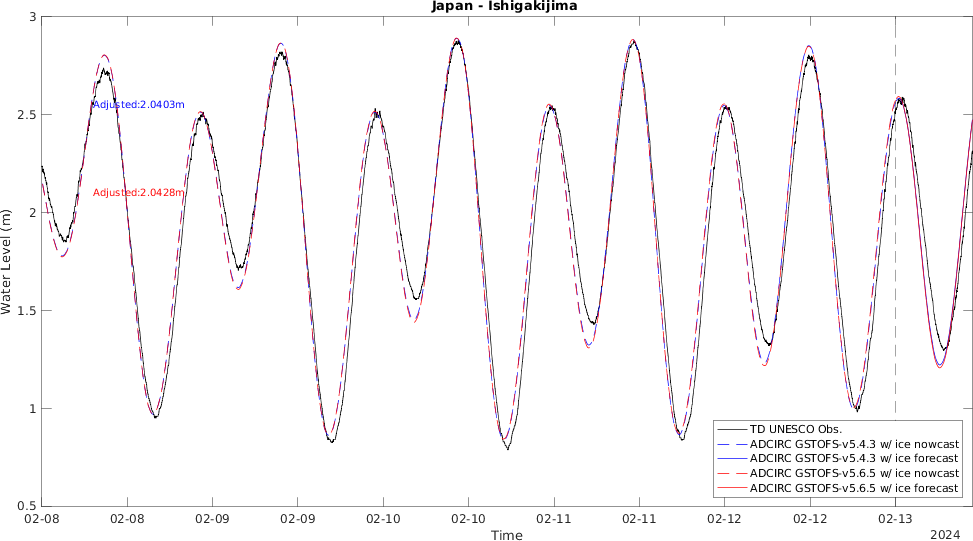 Japan - Ishigakijima
3
2.5
2
1.5
1
0.5
Water Level (m)
Adjusted:2.0403m
Adjusted:2.0428m
TD UNESCO Obs.
ADCIRC GSTOFS-v5.4.3 w/ ice nowcast
ADCIRC GSTOFS-v5.4.3 w/ ice forecast
ADCIRC GSTOFS-v5.6.5 w/ ice nowcast
ADCIRC GSTOFS-v5.6.5 w/ ice forecast
02-08 02-08 02-09 02-09 02-10 02-10 02-11 02-11 02-12 02-12 02-13
Time
2024